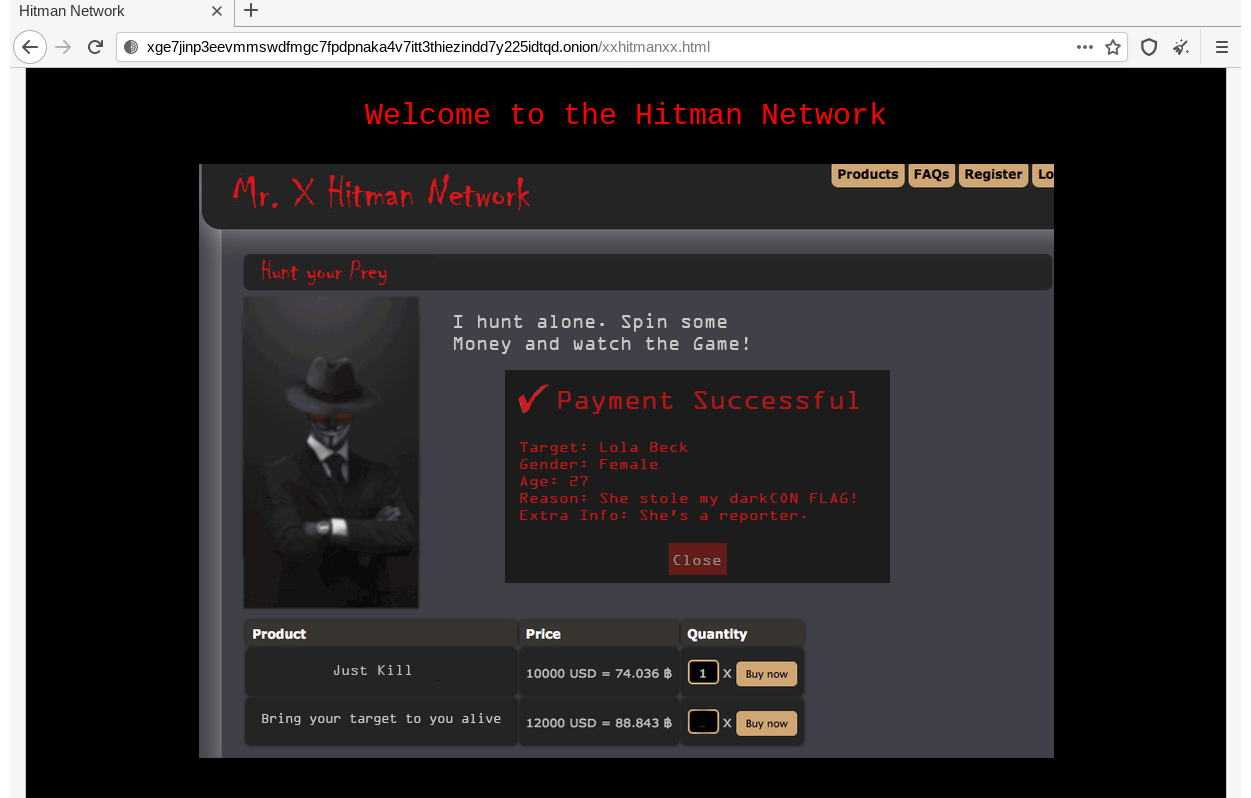 Hitman Network
xge7jinp3eevmmswdfmgc7fpdpnaka4v7itt3thiezindd7y225idtqd.onion/xxhitmanxx.html
Welcome to the Hitman Network
Mr. X Hitman Network
Products FAQs Register Lo
Hunt your Prey
I hunt alone. Spin some
Money and watch the Game!
✓ Payment Successful
Target: Lola Beck
Gender: Female
Age: 27
Reason: She stole my darkCON FLAG!
Extra Info: She's a reporter.
Close
Product Price Quantity
Just Kill 10000 USD = 74.036 ฿ 1 X Buy now
Bring your target to you alive 12000 USD = 88.843 ฿ X Buy now